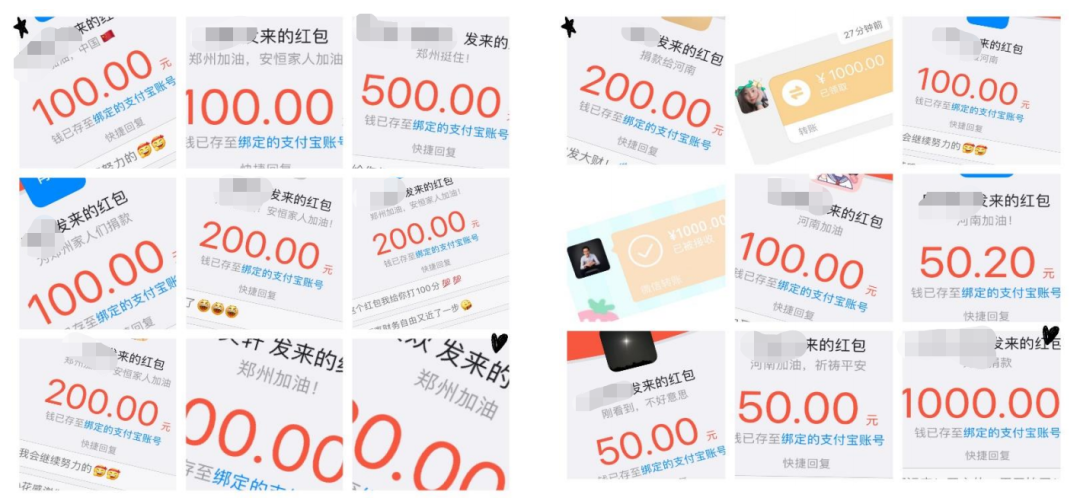 来的红包
加油，中国🇨🇳
100.00 元
钱已存至绑定的支付宝账号
快捷回复
努力的🥰🥰
发来的红包
郑州加油，安恒家人加油
100.00
钱已存至绑定的支付宝账号
快捷回复
发来的
郑州挺住！
500.00
钱已存至绑定的支付宝账号
快捷回复
发来的红包
为郑州家人们捐款
100.00
钱已存至绑定的支付宝
快捷回复
发来的红包
安恒家人加油！
200.00 元
钱已存至绑定的支付宝账号
快捷回复
了😂😂😂
发来的红包
郑州加油，安恒家人加油！
200.00 元
钱已存至绑定的支付宝账号
快捷回复
个红包我给你打100分💯💯
财务自由又近了一步🤪
发来的红包
安恒家人加油
200.00 元
钱已存至绑定的支付宝账号
快捷回复
我会继续努力的🥰🥰
轩 发来的红包
郑州加油！
00.00
存至绑定的支
欢 发来的红
郑州加油
0.00
发来的红包
捐款给河南
200.00 元
钱已存至绑定的支付宝账号
快捷回复
发大财！
27分钟前
¥1000.00
已收款
转账
的红包
河南
100.00 元
钱已存至绑定的支付宝账号
快捷回复
会继续努力的🥰🥰
¥1000.00
已被接收
微信转账
来的红包
河南加油
100.00 元
钱已存至绑定的支付宝账号
快捷回复
发来的红包
河南加油！
50.20 元
钱已存至绑定的支付宝账号
快捷回复
发来的红包
刚看到，不好意思
50.00 元
钱已存至绑定的支付宝账号
快捷回复
来的红包
河南加油，祈祷平安
50.00 元
钱已存至绑定的支付宝账号
快捷回复
发来的红包
捐款
1000.00
钱已存至绑定的支付宝账号
快捷回复